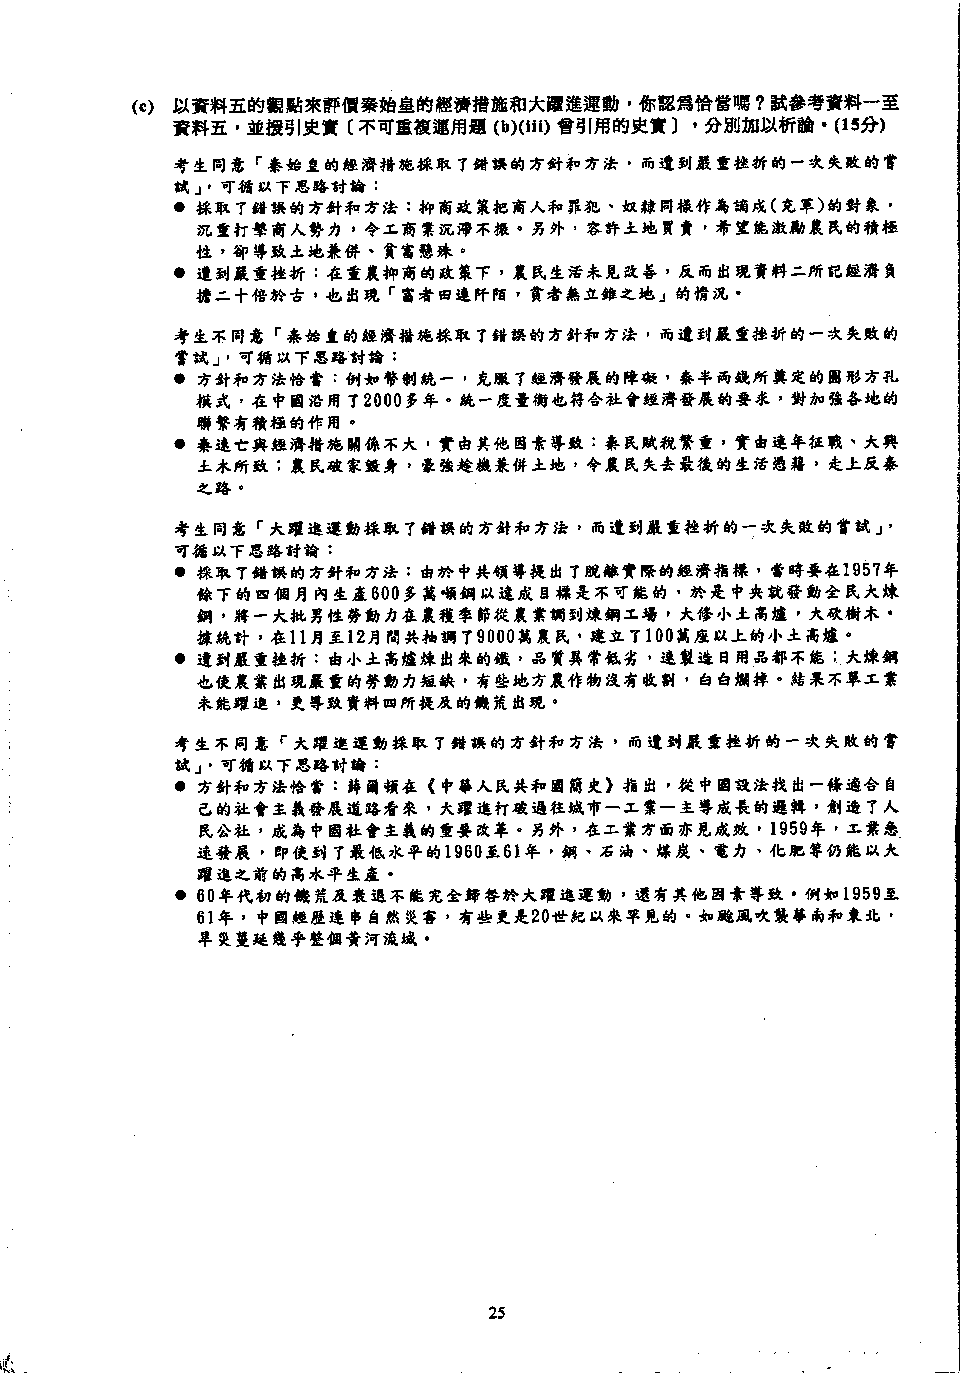 (c) 以資料五的觀點來評價秦始皇的經濟措施和大躍進運動，你認為恰當嗎？試參考資料一至
資料五，並援引史實〔不可重複運用題 (b)(iii) 曾引用的史實〕，分別加以析論。(15分)
考生同意「秦始皇的經濟措施採取了錯誤的方針和方法，而遭到嚴重挫折的一次失敗的嘗
試」，可循以下思路討論：
● 採取了錯誤的方針和方法：抑商政策把商人和罪犯、奴隸同樣作為謫戍(充軍)的對象，
沉重打擊商人勢力，令工商業沉滯不振。另外，容許土地買賣，希望能激勵農民的積極
性，卻導致土地兼併、貧富懸殊。
● 遭到嚴重挫折：在重農抑商的政策下，農民生活未見改善，反而出現資料二所記經濟負
擔二十倍於古，也出現「富者田連阡陌，貧者無立錐之地」的情況。
考生不同意「秦始皇的經濟措施採取了錯誤的方針和方法，而遭到嚴重挫折的一次失敗的
嘗試」，可循以下思路討論：
● 方針和方法恰當：例如幣制統一，克服了經濟發展的障礙，秦半兩錢所奠定的圓形方孔
模式，在中國沿用了2000多年。統一度量衡也符合社會經濟發展的要求，對加強各地的
聯繫有積極的作用。
● 秦速亡與經濟措施關係不大，實由其他因素導致：秦民賦稅繁重，實由連年征戰、大興
土木所致；農民破家毀身，豪強趁機兼併土地，令農民失去最後的生活憑藉，走上反秦
之路。
考生同意「大躍進運動採取了錯誤的方針和方法，而遭到嚴重挫折的一次失敗的嘗試」，
可循以下思路討論：
● 採取了錯誤的方針和方法：由於中共領導提出了脫離實際的經濟指標，當時要在1957年
餘下的四個月內生產600多萬噸鋼以達成目標是不可能的，於是中央就發動全民大煉
鋼，將一大批男性勞動力在農穫季節從農業調到煉鋼工場，大修小土高爐，大砍樹木。
據統計，在11月至12月間共抽調了9000萬農民，建立了100萬座以上的小土高爐。
● 遭到嚴重挫折：由小土高爐煉出來的鐵，品質異常低劣，連製造日用品都不能；大煉鋼
也使農業出現嚴重的勞動力短缺，有些地方農作物沒有收割，白白爛掉。結果不單工業
未能躍進，更導致資料四所提及的饑荒出現。
考生不同意「大躍進運動採取了錯誤的方針和方法，而遭到嚴重挫折的一次失敗的嘗
試」，可循以下思路討論：
● 方針和方法恰當：薛爾頓在《中華人民共和國簡史》指出，從中國設法找出一條適合自
己的社會主義發展道路看來，大躍進打破過往城市—工業—主導成長的邏輯，創造了人
民公社，成為中國社會主義的重要改革。另外，在工業方面亦見成效，1959年，工業急
速發展，即使到了最低水平的1960至61年，鋼、石油、煤炭、電力、化肥等仍能以大
躍進之前的高水平生產。
● 60年代初的饑荒及衰退不能完全歸咎於大躍進運動，還有其他因素導致。例如1959至
61年，中國經歷連串自然災害，有些更是20世紀以來罕見的。如颱風吹襲華南和東北，
旱災蔓延幾乎整個黃河流域。
25